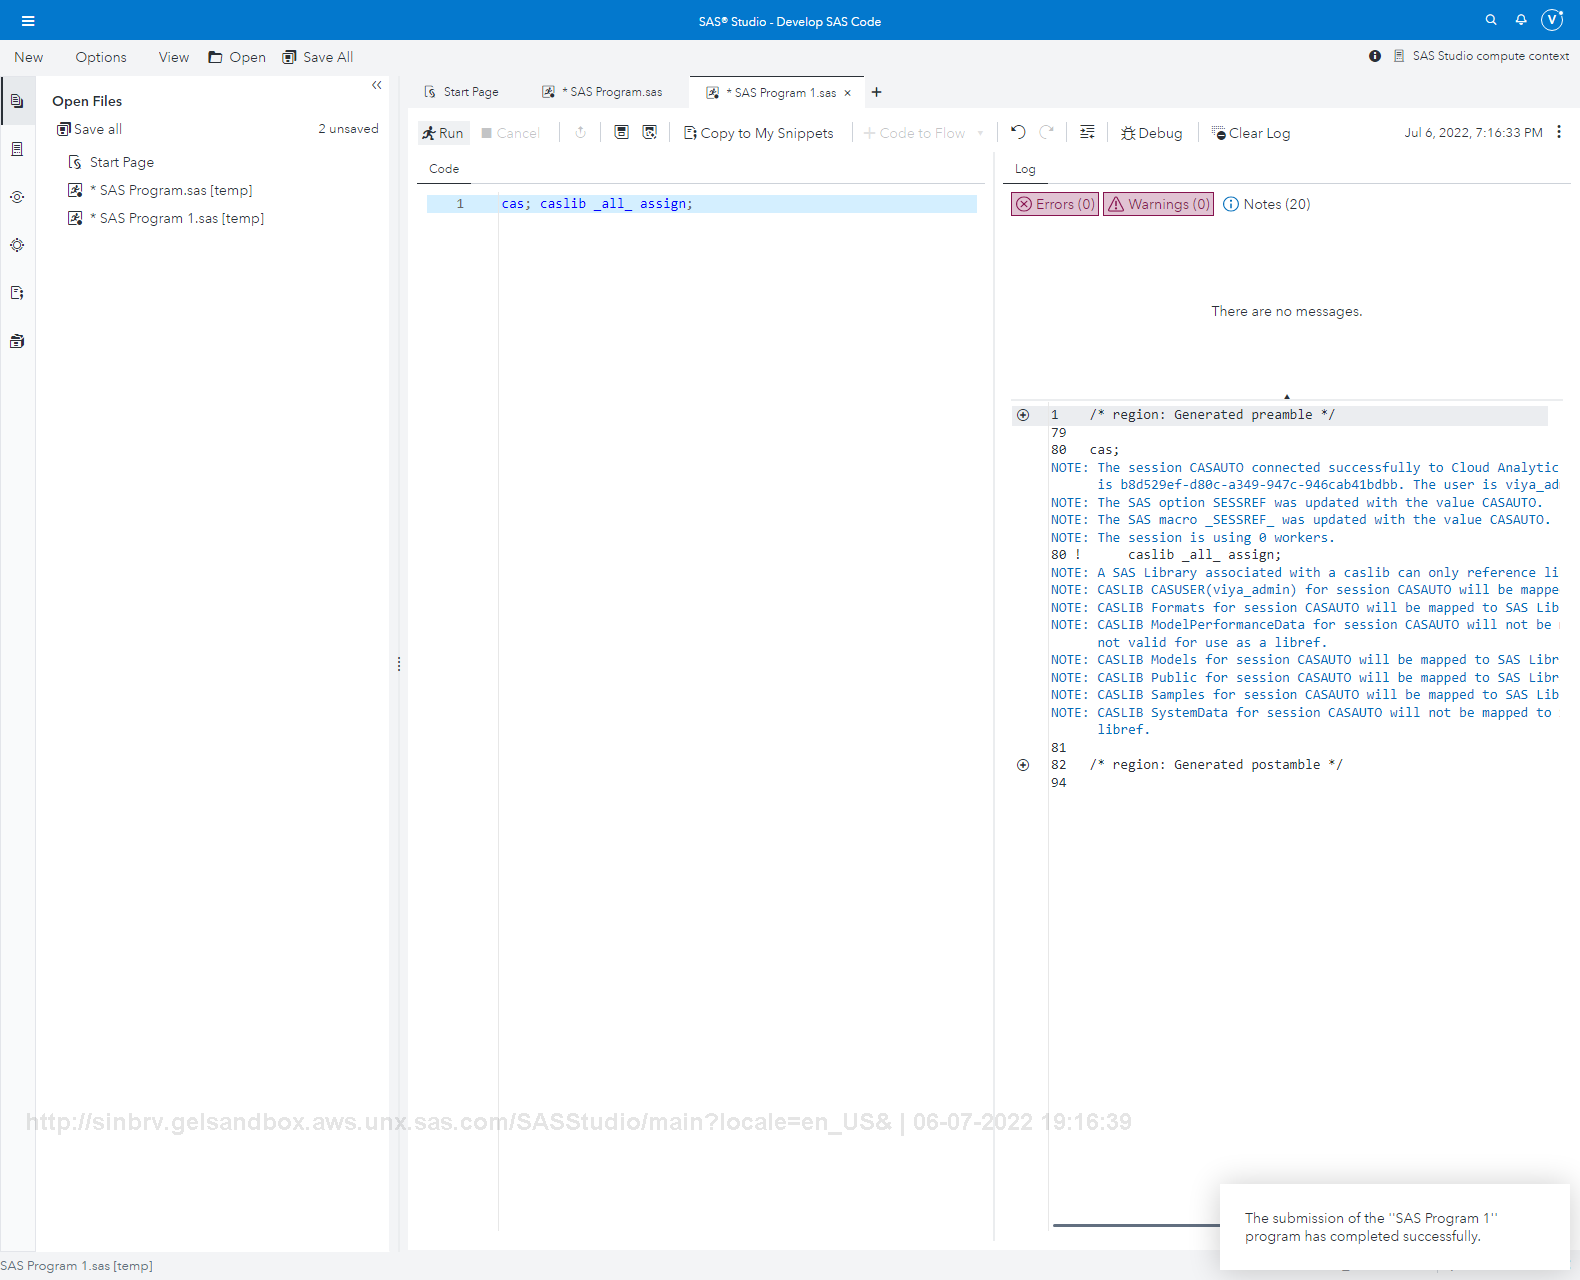 SAS® Studio - Develop SAS Code
V
New Options View Open Save All
SAS Studio compute context
Open Files
Save all 2 unsaved
Start Page
* SAS Program.sas [temp]
* SAS Program 1.sas [temp]
Start Page * SAS Program.sas * SAS Program 1.sas × +
Run Cancel Copy to My Snippets Code to Flow Debug Clear Log Jul 6, 2022, 7:16:33 PM
Code
1 cas; caslib _all_ assign;
Log
Errors (0) Warnings (0) Notes (20)
There are no messages.
1 /* region: Generated preamble */
79
80 cas;
NOTE: The session CASAUTO connected successfully to Cloud Analytic
is b8d529ef-d80c-a349-947c-946cab41bdbb. The user is viya_ad
NOTE: The SAS option SESSREF was updated with the value CASAUTO.
NOTE: The SAS macro _SESSREF_ was updated with the value CASAUTO.
NOTE: The session is using 0 workers.
80 ! caslib _all_ assign;
NOTE: A SAS Library associated with a caslib can only reference li
NOTE: CASLIB CASUSER(viya_admin) for session CASAUTO will be mappe
NOTE: CASLIB Formats for session CASAUTO will be mapped to SAS Lib
NOTE: CASLIB ModelPerformanceData for session CASAUTO will not be
not valid for use as a libref.
NOTE: CASLIB Models for session CASAUTO will be mapped to SAS Libr
NOTE: CASLIB Public for session CASAUTO will be mapped to SAS Libr
NOTE: CASLIB Samples for session CASAUTO will be mapped to SAS Lib
NOTE: CASLIB SystemData for session CASAUTO will not be mapped to
libref.
81
82 /* region: Generated postamble */
94
http://sinbrv.gelsandbox.aws.unx.sas.com/SASStudio/main?locale=en_US& | 06-07-2022 19:16:39
The submission of the ''SAS Program 1''
program has completed successfully.
SAS Program 1.sas [temp]